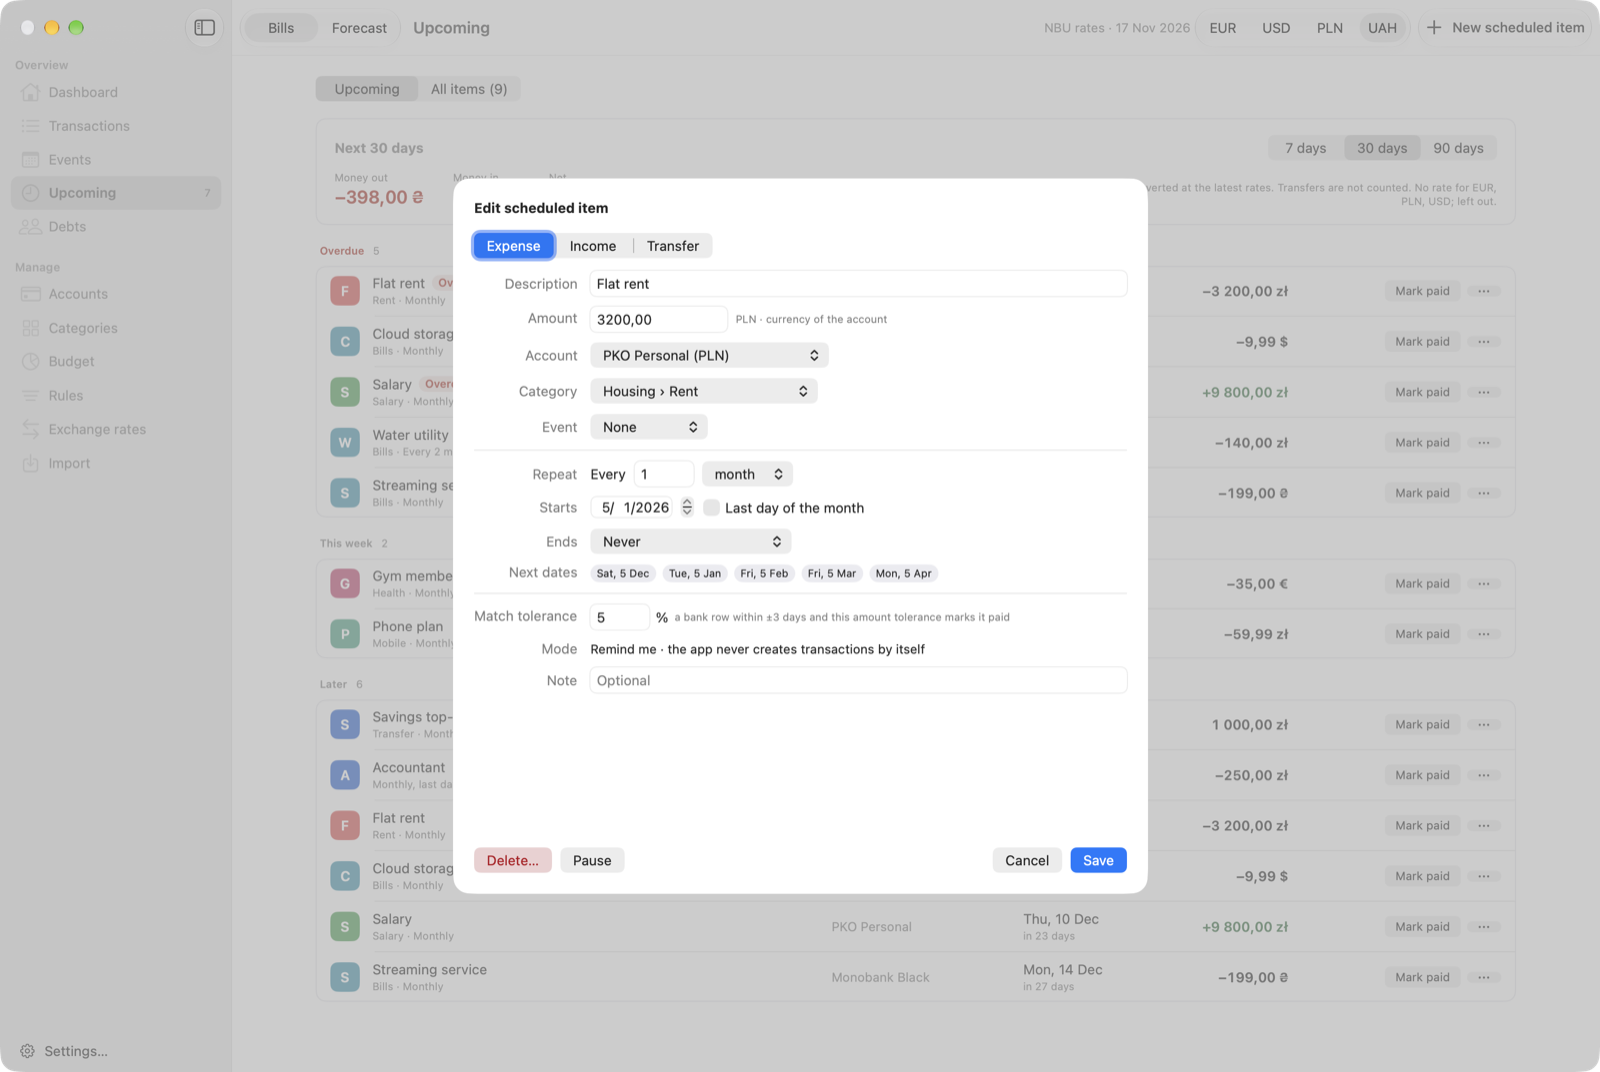 Bills
Forecast
Upcoming
NBU rates · 17 Nov 2026
EUR
USD
PLN
UAH
New scheduled item
Overview
Dashboard
Transactions
Events
Upcoming 7
Debts
Manage
Accounts
Categories
Budget
Rules
Exchange rates
Import
Settings...
Upcoming
All items (9)
Next 30 days
7 days
30 days
90 days
Money out
−398,00 ₴
verted at the latest rates. Transfers are not counted. No rate for EUR,
PLN, USD; left out.
Overdue 5
F
Flat rent
Rent · Monthly
−3 200,00 zł
Mark paid
C
Cloud storag
Bills · Monthly
−9,99 $
Mark paid
S
Salary
Salary · Monthly
+9 800,00 zł
Mark paid
W
Water utility
Bills · Every 2 m
−140,00 zł
Mark paid
S
Streaming se
Bills · Monthly
−199,00 ₴
Mark paid
This week 2
G
Gym membe
Health · Monthly
−35,00 €
Mark paid
P
Phone plan
Mobile · Monthly
−59,99 zł
Mark paid
Later 6
S
Savings top-
Transfer · Month
1 000,00 zł
Mark paid
A
Accountant
Monthly, last da
−250,00 zł
Mark paid
F
Flat rent
Rent · Monthly
−3 200,00 zł
Mark paid
C
Cloud storag
Bills · Monthly
−9,99 $
Mark paid
S
Salary
Salary · Monthly
PKO Personal
Thu, 10 Dec
in 23 days
+9 800,00 zł
Mark paid
S
Streaming service
Bills · Monthly
Monobank Black
Mon, 14 Dec
in 27 days
−199,00 ₴
Mark paid
Edit scheduled item
Expense
Income
Transfer
Description
Flat rent
Amount
3200,00
PLN · currency of the account
Account
PKO Personal (PLN)
Category
Housing › Rent
Event
None
Repeat
Every 1 month
Starts
5/ 1/2026
Last day of the month
Ends
Never
Next dates
Sat, 5 Dec
Tue, 5 Jan
Fri, 5 Feb
Fri, 5 Mar
Mon, 5 Apr
Match tolerance
5 %
a bank row within ±3 days and this amount tolerance marks it paid
Mode
Remind me · the app never creates transactions by itself
Note
Optional
Delete...
Pause
Cancel
Save